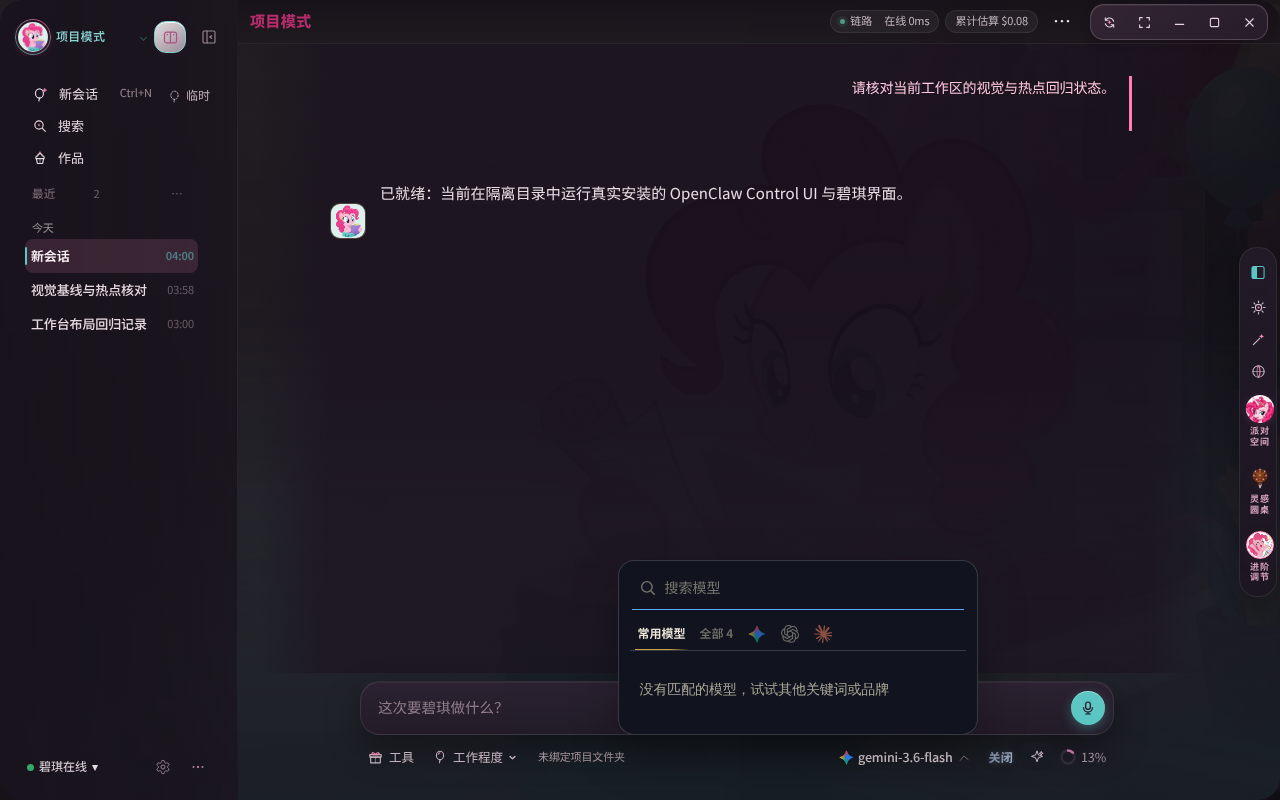 项目模式
新会话 Ctrl+N 临时
搜索
作品
最近 2 ···
今天
新会话 04:00
视觉基线与热点核对 03:58
工作台布局回归记录 03:00
碧琪在线 ▾ ···
项目模式
链路 在线 0ms 累计估算 $0.08 ···
请核对当前工作区的视觉与热点回归状态。
已就绪：当前在隔离目录中运行真实安装的 OpenClaw Control UI 与碧琪界面。
搜索模型
常用模型 全部 4
没有匹配的模型，试试其他关键词或品牌
这次要碧琪做什么？
工具 工作程度 未绑定项目文件夹 gemini-3.6-flash 关闭 13%
派对
空间
灵感
圆桌
进阶
调节